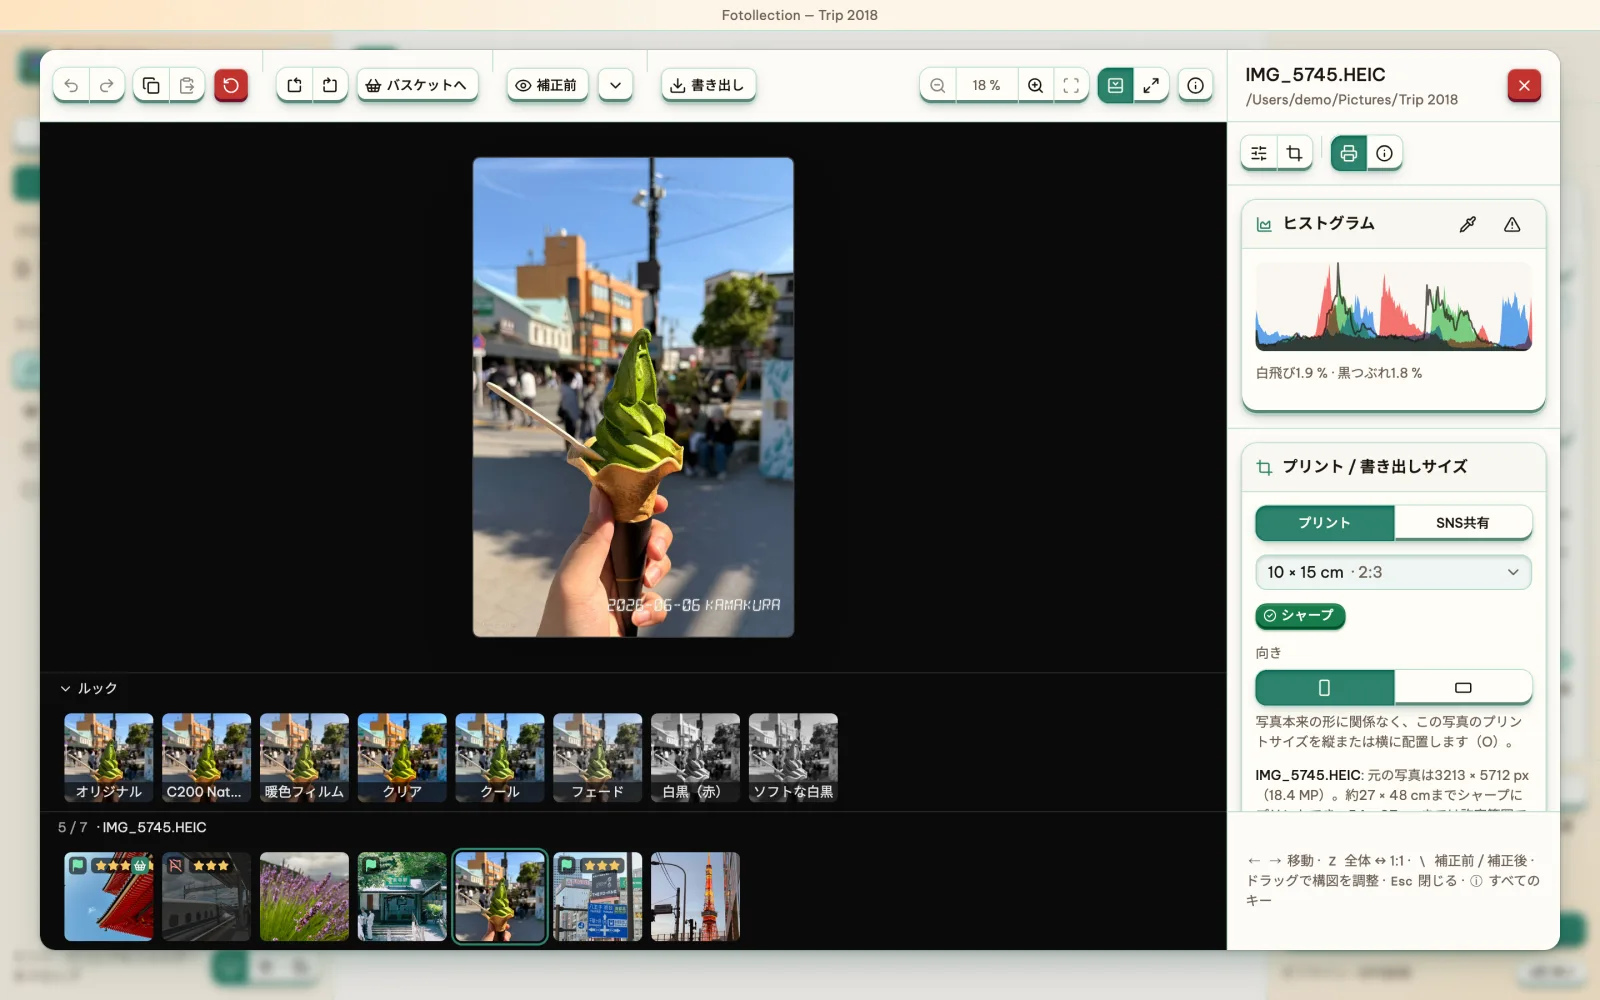 Fotollection – Trip 2018
バスケットへ
補正前
書き出し
18 %
IMG_5745.HEIC
/Users/demo/Pictures/Trip 2018
ヒストグラム
白飛び1.9 % · 黒つぶれ1.8 %
プリント / 書き出しサイズ
プリント
SNS共有
10 × 15 cm · 2:3
シャープ
向き
写真本来の形に関係なく、この写真のプリン
トサイズを縦または横に配置します（O）。
IMG_5745.HEIC: 元の写真は3213 × 5712 px
（18.4 MP）。約27 × 48 cmまでシャープに
← → 移動 · Z 全体 ↔ 1:1 · \ 補正前 / 補正後 ·
ドラッグで構図を調整 · Esc 閉じる · ⓘ すべての
キー
2026-06-06 KAMAKURA
ルック
オリジナル
C200 Nat...
暖色フィルム
クリア
クール
フェード
白黒（赤）
ソフトな白黒
5 / 7 · IMG_5745.HEIC